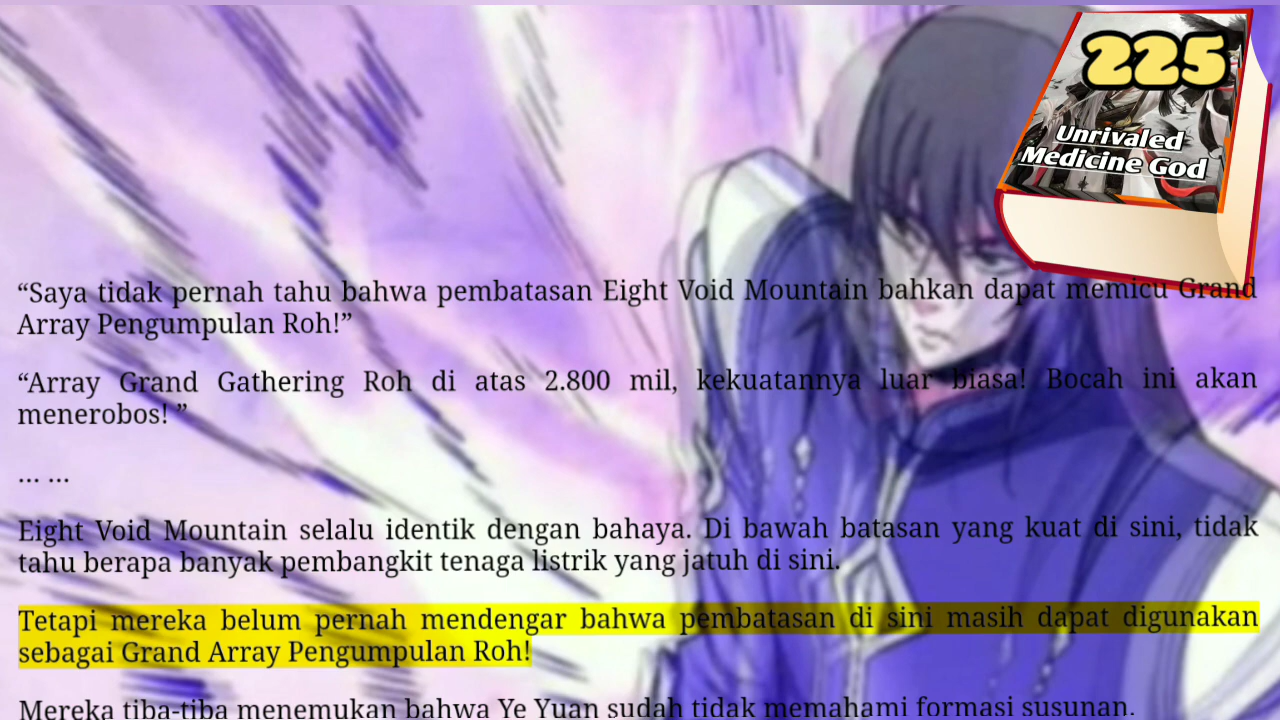 225
Unrivaled
Medicine God
“Saya tidak pernah tahu bahwa pembatasan Eight Void Mountain bahkan dapat memicu Grand
Array Pengumpulan Roh!”
“Array Grand Gathering Roh di atas 2.800 mil, kekuatannya luar biasa! Bocah ini akan
menerobos! ”
... ...
Eight Void Mountain selalu identik dengan bahaya. Di bawah batasan yang kuat di sini, tidak
tahu berapa banyak pembangkit tenaga listrik yang jatuh di sini.
Tetapi mereka belum pernah mendengar bahwa pembatasan di sini masih dapat digunakan
sebagai Grand Array Pengumpulan Roh!
Mereka tiba-tiba menemukan bahwa Ye Yuan sudah tidak memahami formasi susunan.